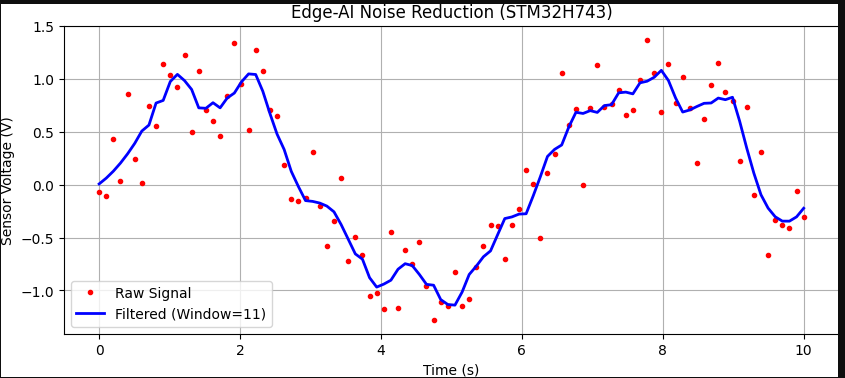 Edge-AI Noise Reduction (STM32H743)
1.5
1.0
0.5
0.0
−0.5
−1.0
Sensor Voltage (V)
Raw Signal
Filtered (Window=11)
0 2 4 6 8 10
Time (s)